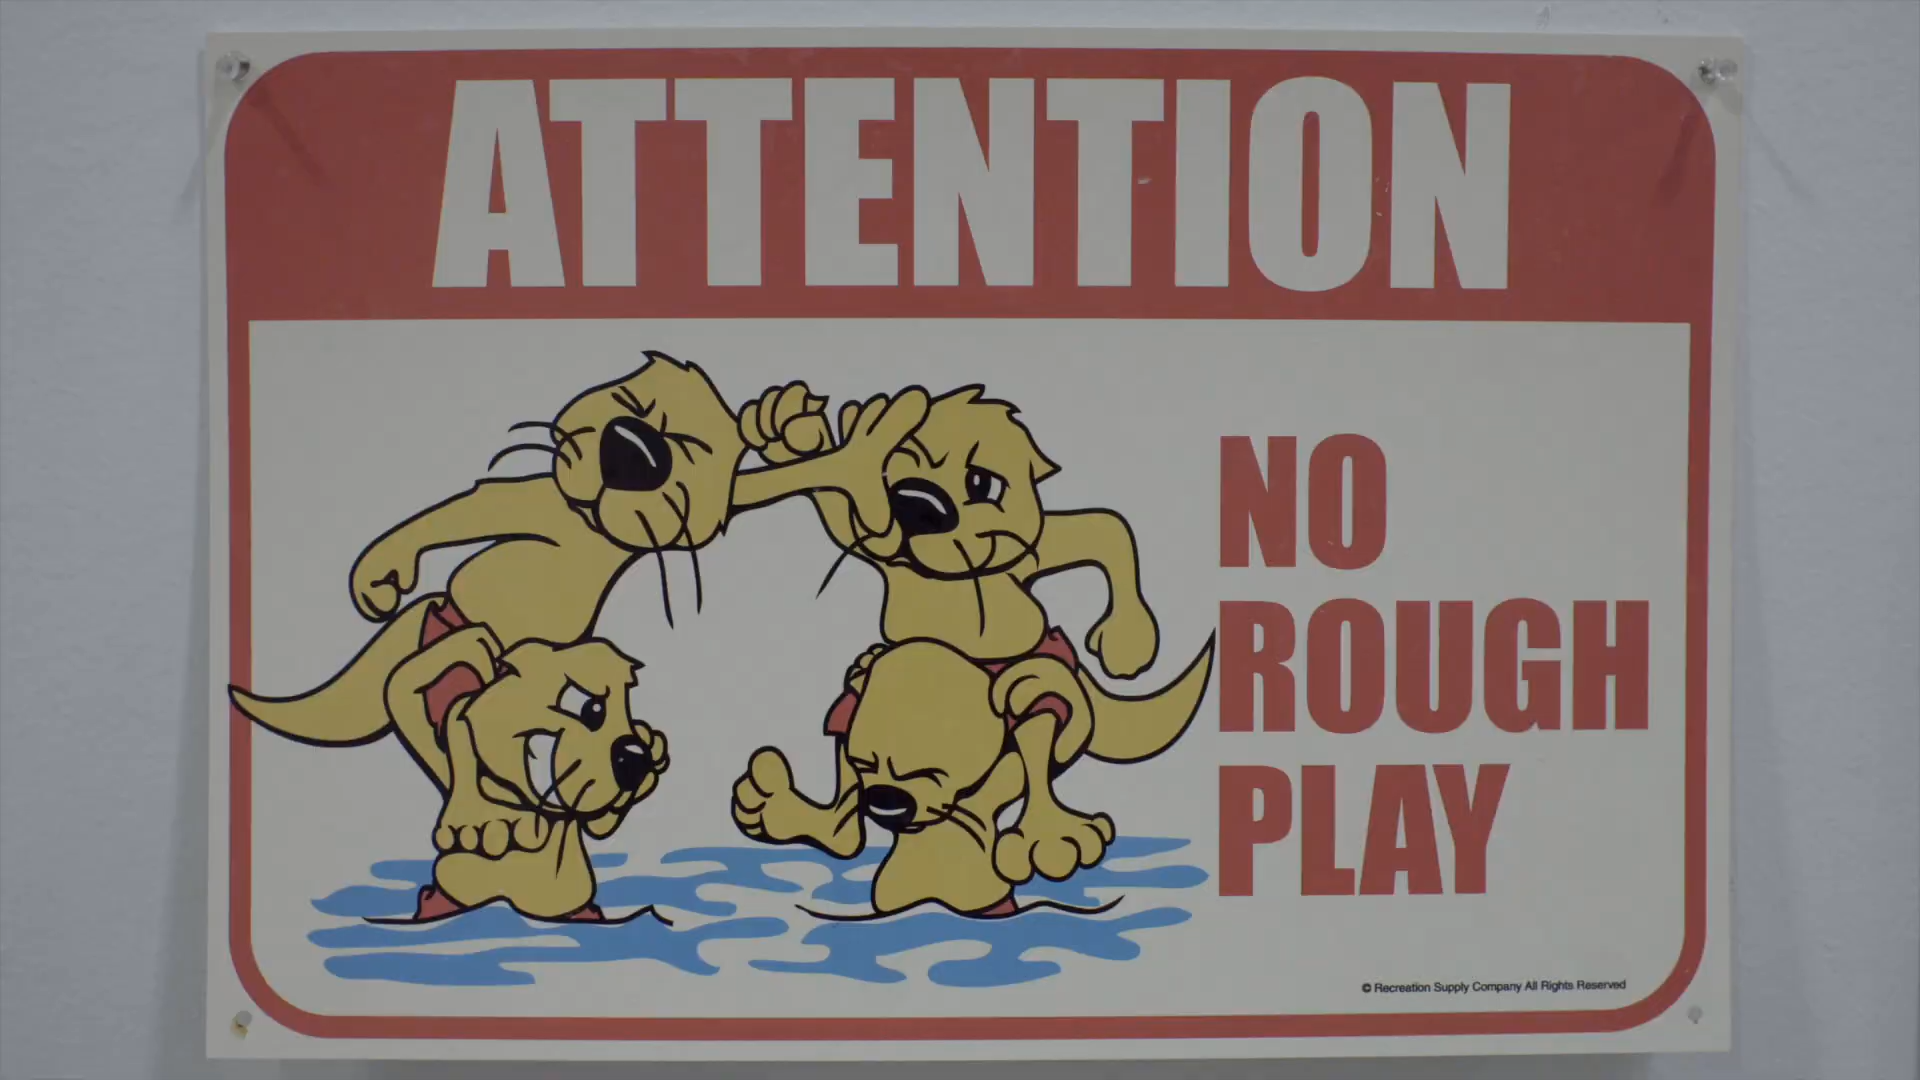 ATTENTION
NO
ROUGH
PLAY
© Recreation Supply Company All Rights Reserved